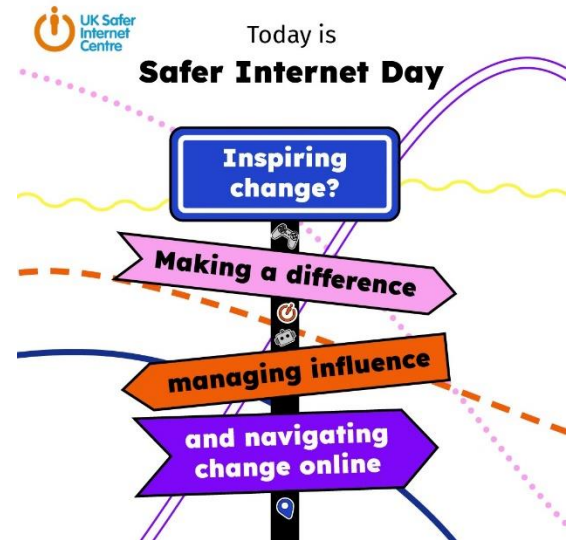 UK Safer
Internet
Centre
Today is
Safer Internet Day
Inspiring
change?
Making a difference
managing influence
and navigating
change online